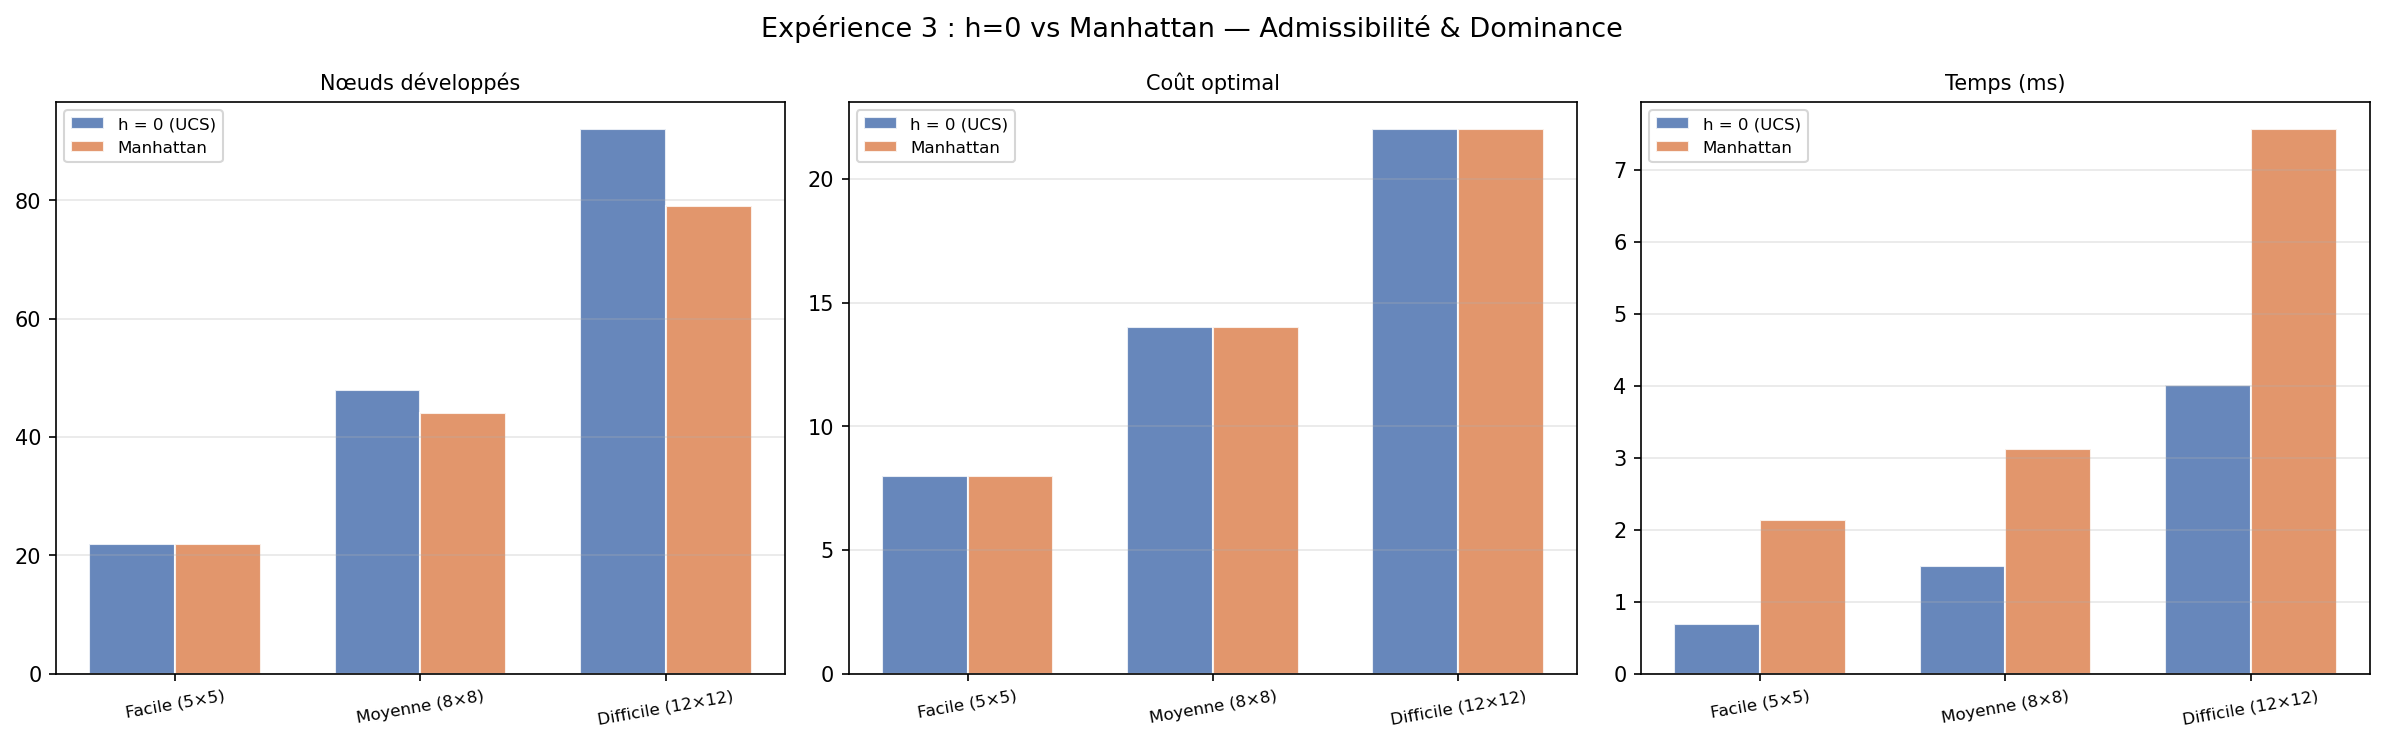 Expérience 3 : h=0 vs Manhattan — Admissibilité & Dominance
Nœuds développés
h = 0 (UCS)
Manhattan
80
60
40
20
0
Facile (5×5)
Moyenne (8×8)
Difficile (12×12)
Coût optimal
h = 0 (UCS)
Manhattan
20
15
10
5
0
Facile (5×5)
Moyenne (8×8)
Difficile (12×12)
Temps (ms)
h = 0 (UCS)
Manhattan
7
6
5
4
3
2
1
0
Facile (5×5)
Moyenne (8×8)
Difficile (12×12)